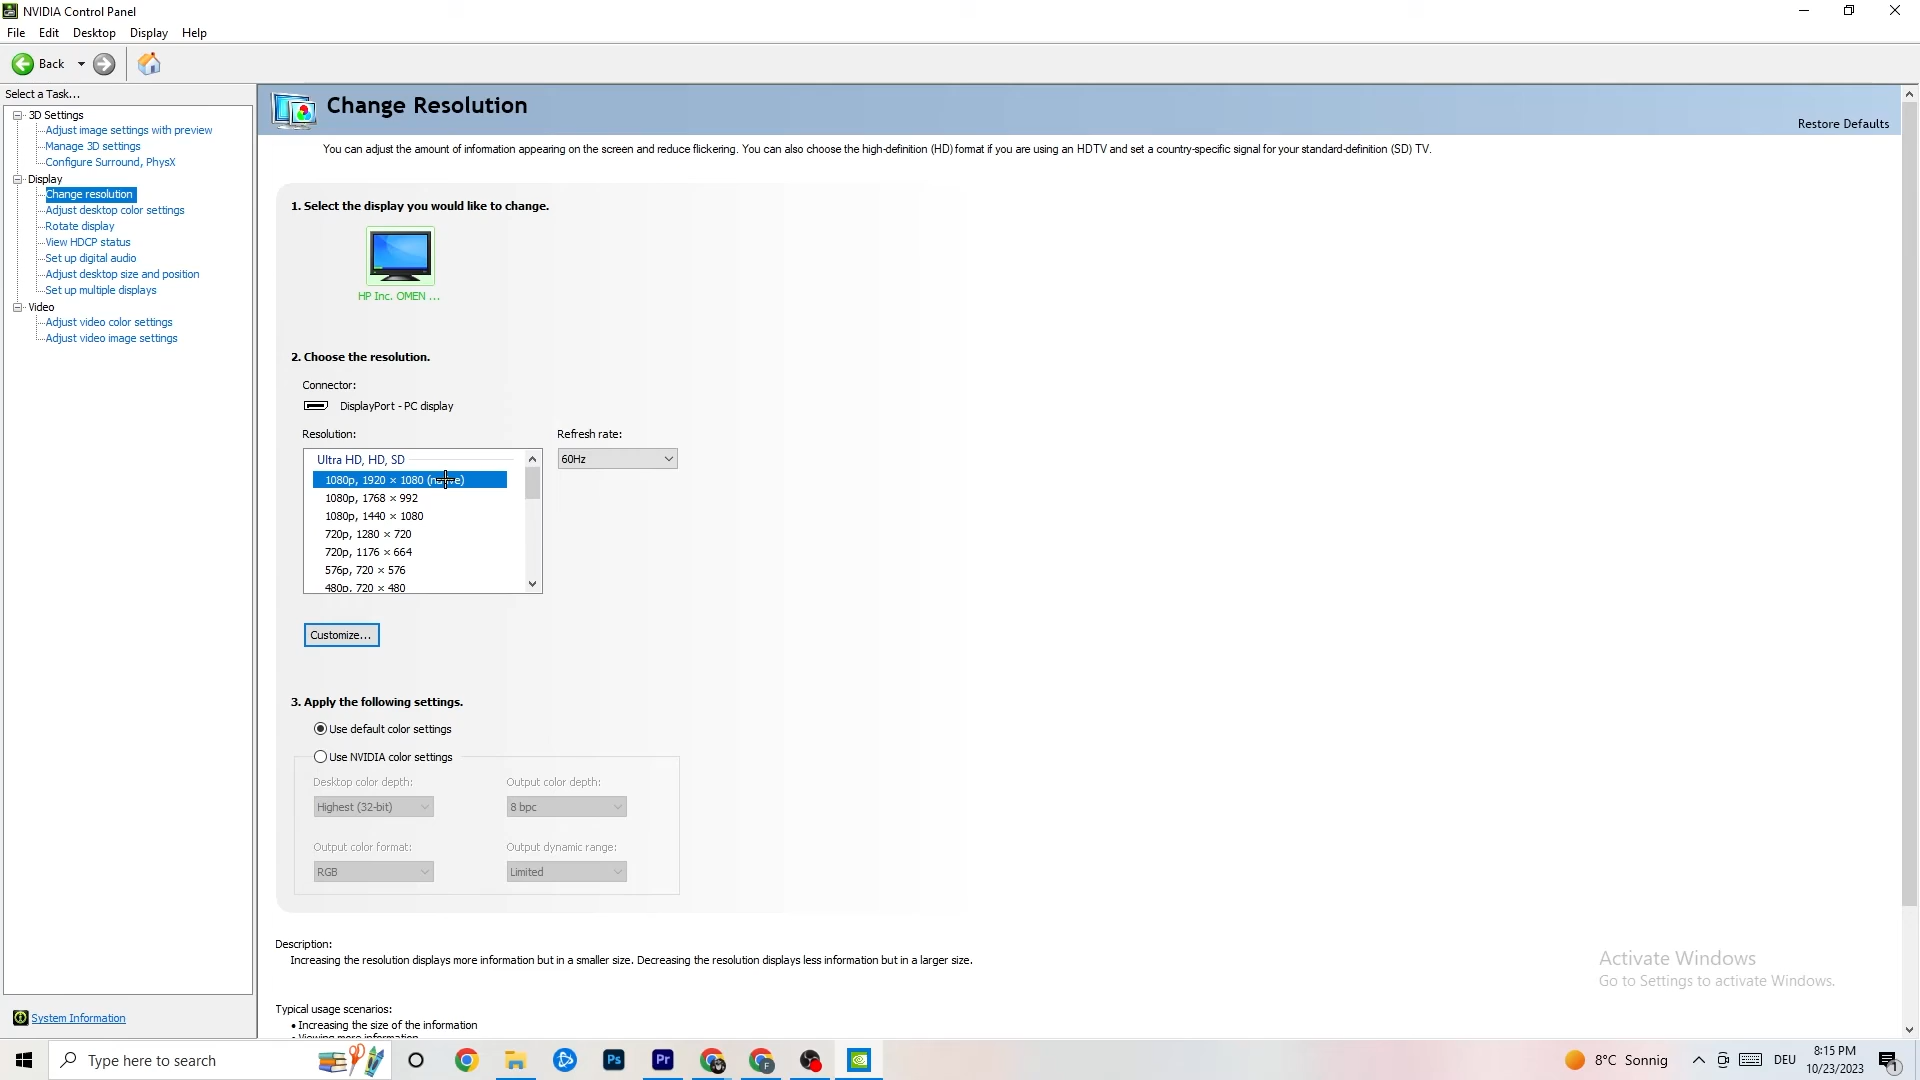 NVIDIA Control Panel
File Edit Desktop Display Help
Back
Select a Task...
3D Settings
Adjust image settings with preview
Manage 3D settings
Configure Surround, PhysX
Display
Change resolution
Adjust desktop color settings
Rotate display
View HDCP status
Set up digital audio
Adjust desktop size and position
Set up multiple displays
Video
Adjust video color settings
Adjust video image settings
System Information
Change Resolution
Restore Defaults
You can adjust the amount of information appearing on the screen and reduce flickering. You can also choose the high-definition (HD) format if you are using an HDTV and set a country-specific signal for your standard-definition (SD) TV.
1. Select the display you would like to change.
HP Inc. OMEN ...
2. Choose the resolution.
Connector:
DisplayPort - PC display
Resolution:
Refresh rate:
Ultra HD, HD, SD
60Hz
1080p, 1920 × 1080
1080p, 1768 × 992
1080p, 1440 × 1080
720p, 1280 × 720
720p, 1176 × 664
576p, 720 × 576
480p, 720 × 480
Customize...
3. Apply the following settings.
Use default color settings
Use NVIDIA color settings
Desktop color depth:
Output color depth:
Highest (32-bit)
8 bpc
Output color format:
Output dynamic range:
RGB
Limited
Description:
Increasing the resolution displays more information but in a smaller size. Decreasing the resolution displays less information but in a larger size.
Typical usage scenarios:
• Increasing the size of the information
Activate Windows
Go to Settings to activate Windows.
Type here to search
Ps
Pr
F
8°C Sonnig
DEU
8:15 PM
10/23/2023
1